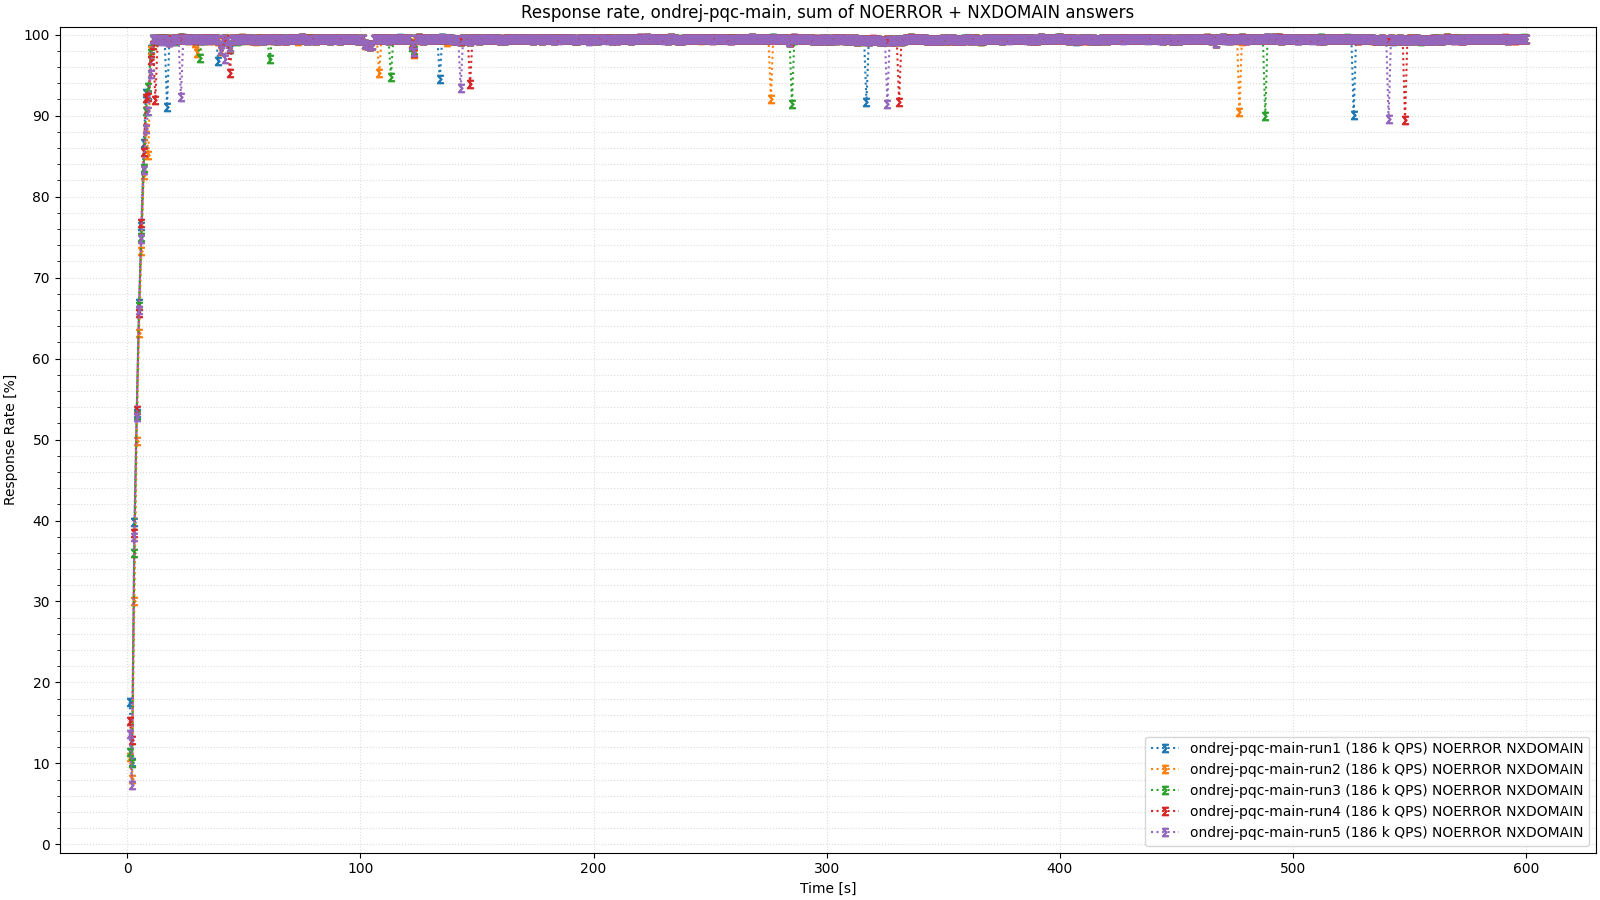 Response rate, ondrej-pqc-main, sum of NOERROR + NXDOMAIN answers
100
90
80
70
60
50
40
30
20
10
0
Response Rate [%]
ondrej-pqc-main-run1 (186 k QPS) NOERROR NXDOMAIN
ondrej-pqc-main-run2 (186 k QPS) NOERROR NXDOMAIN
ondrej-pqc-main-run3 (186 k QPS) NOERROR NXDOMAIN
ondrej-pqc-main-run4 (186 k QPS) NOERROR NXDOMAIN
ondrej-pqc-main-run5 (186 k QPS) NOERROR NXDOMAIN
0 100 200 300 400 500 600
Time [s]